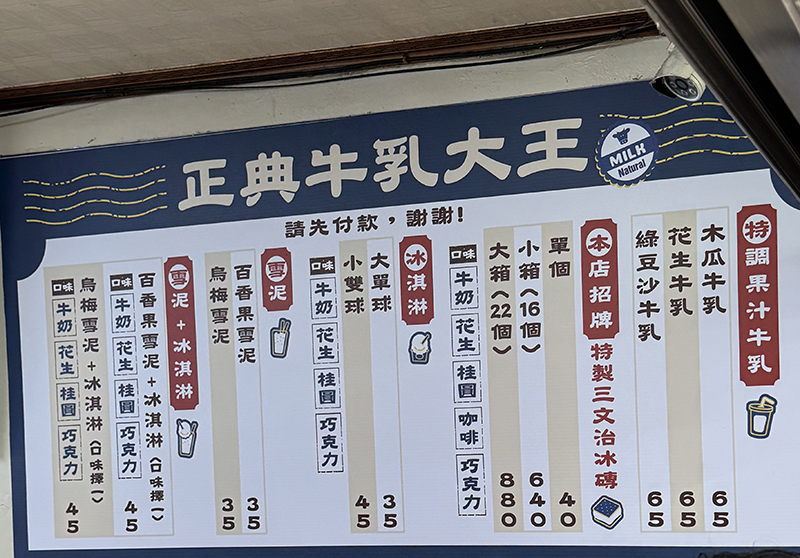 正典牛乳大王
MILK
Natural
請先付款，謝謝!
特調果汁牛乳
木瓜牛乳 65
花生牛乳 65
綠豆沙牛乳 65
本店招牌 特製三文治冰磚
單個 40
小箱(16個) 640
大箱(22個) 880
口味 牛奶 花生 桂圓 咖啡 巧克力
冰淇淋
大單球 35
小雙球 45
口味 牛奶 花生 桂圓 巧克力
雪泥
百香果雪泥 35
烏梅雪泥 35
雪泥+冰淇淋
百香果雪泥+冰淇淋(口味擇一) 45
口味 牛奶 花生 桂圓 巧克力
烏梅雪泥+冰淇淋(口味擇一) 45
口味 牛奶 花生 桂圓 巧克力